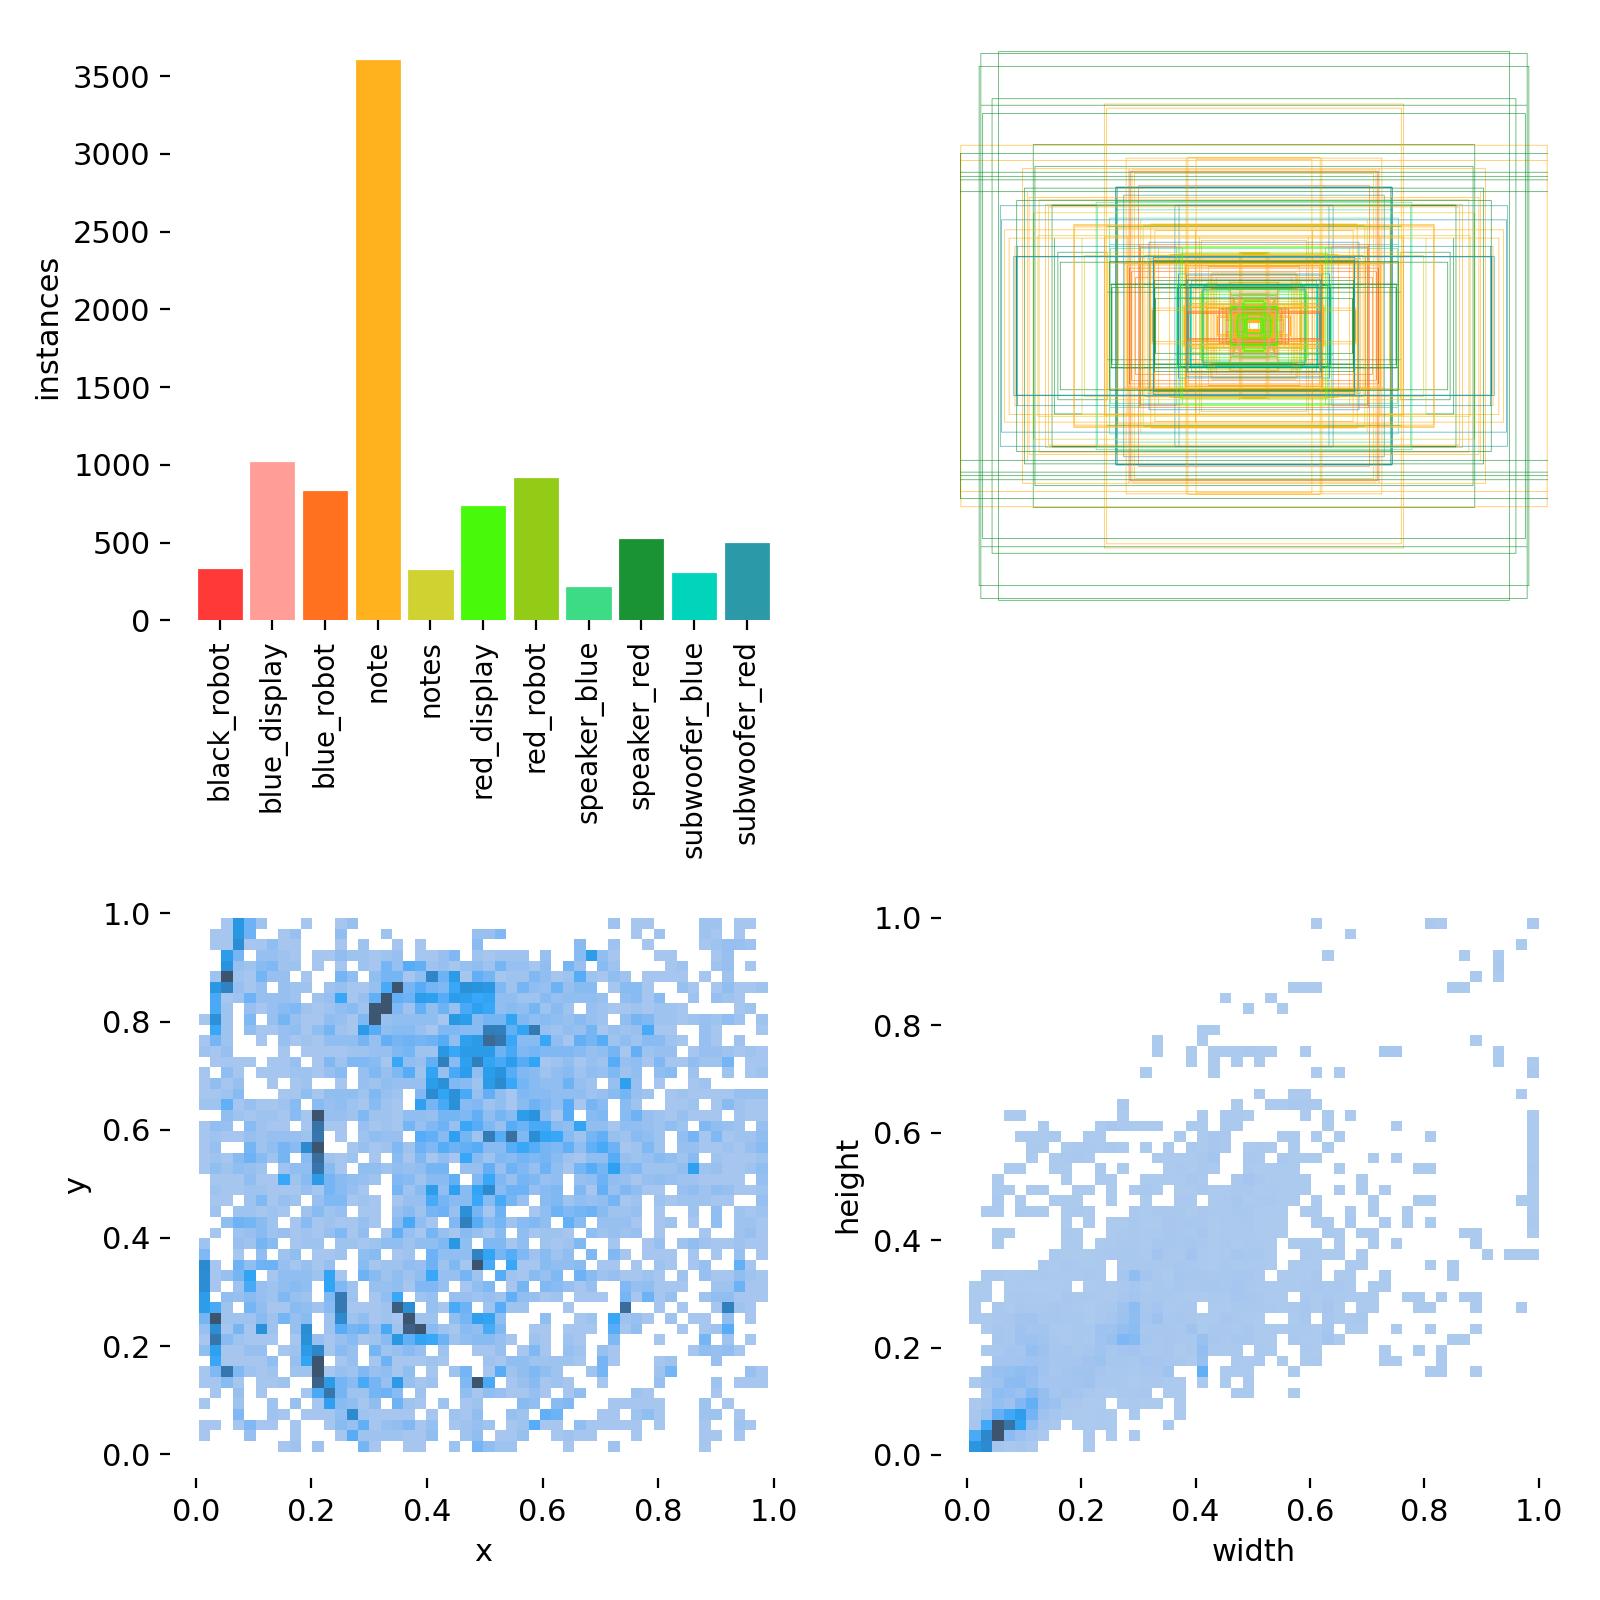 3500
3000
2500
2000
1500
1000
500
0
instances
black_robot
blue_display
blue_robot
note
notes
red_display
red_robot
speaker_blue
speaker_red
subwoofer_blue
subwoofer_red
1.0
0.8
0.6
0.4
0.2
0.0
y
0.0 0.2 0.4 0.6 0.8 1.0
x
1.0
0.8
0.6
0.4
0.2
0.0
height
0.0 0.2 0.4 0.6 0.8 1.0
width